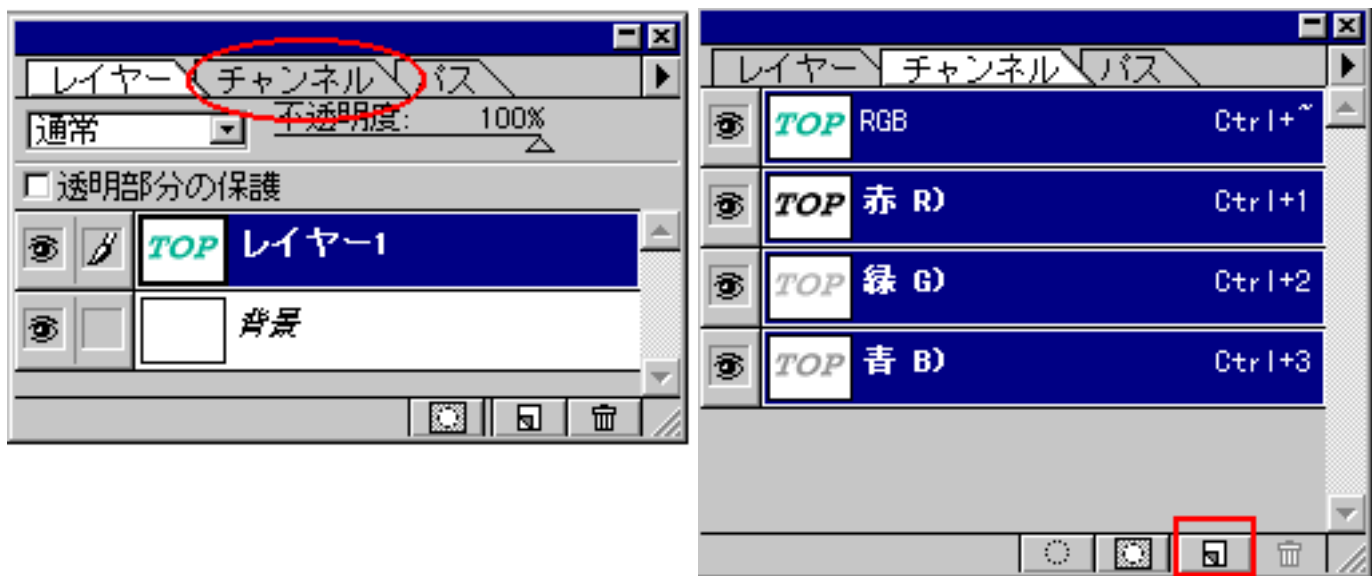 レイヤー チャンネル パス
通常 不透明度: 100%
透明部分の保護
TOP レイヤー1
背景
レイヤー チャンネル パス
TOP RGB Ctrl+~
TOP 赤 R) Ctrl+1
TOP 緑 G) Ctrl+2
TOP 青 B) Ctrl+3